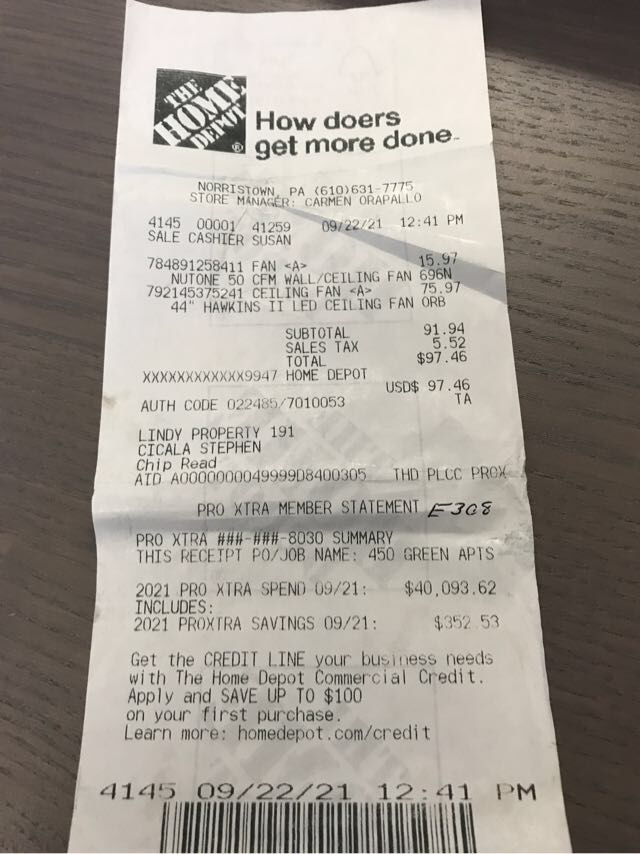 THE
HOME
DEPOT
How doers
get more done
NORRISTOWN, PA (610)631-7775
STORE MANAGER: CARMEN ORAPALLO
4145 00001 41259 09/22/21 12:41 PM
SALE CASHIER SUSAN
784891258411 FAN <A> 15.97
NUTONE 50 CFM WALL/CEILING FAN 696N
792145375241 CEILING FAN <A> 75.97
44" HAWKINS II LED CEILING FAN ORB
SUBTOTAL 91.94
SALES TAX 5.52
TOTAL $97.46
XXXXXXXXXXXX9947 HOME DEPOT
USD$ 97.46
AUTH CODE 022485/7010053 TA
LINDY PROPERTY 191
CICALA STEPHEN
Chip Read
AID A0000000049999D8400305 THD PLCC PROX
PRO XTRA MEMBER STATEMENT E308
PRO XTRA ###-###-8030 SUMMARY
THIS RECEIPT PO/JOB NAME: 450 GREEN APTS
2021 PRO XTRA SPEND 09/21: $40,093.62
INCLUDES:
2021 PROXTRA SAVINGS 09/21: $352.53
Get the CREDIT LINE your business needs
with The Home Depot Commercial Credit.
Apply and SAVE UP TO $100
on your first purchase.
Learn more: homedepot.com/credit
4145 09/22/21 12:41 PM